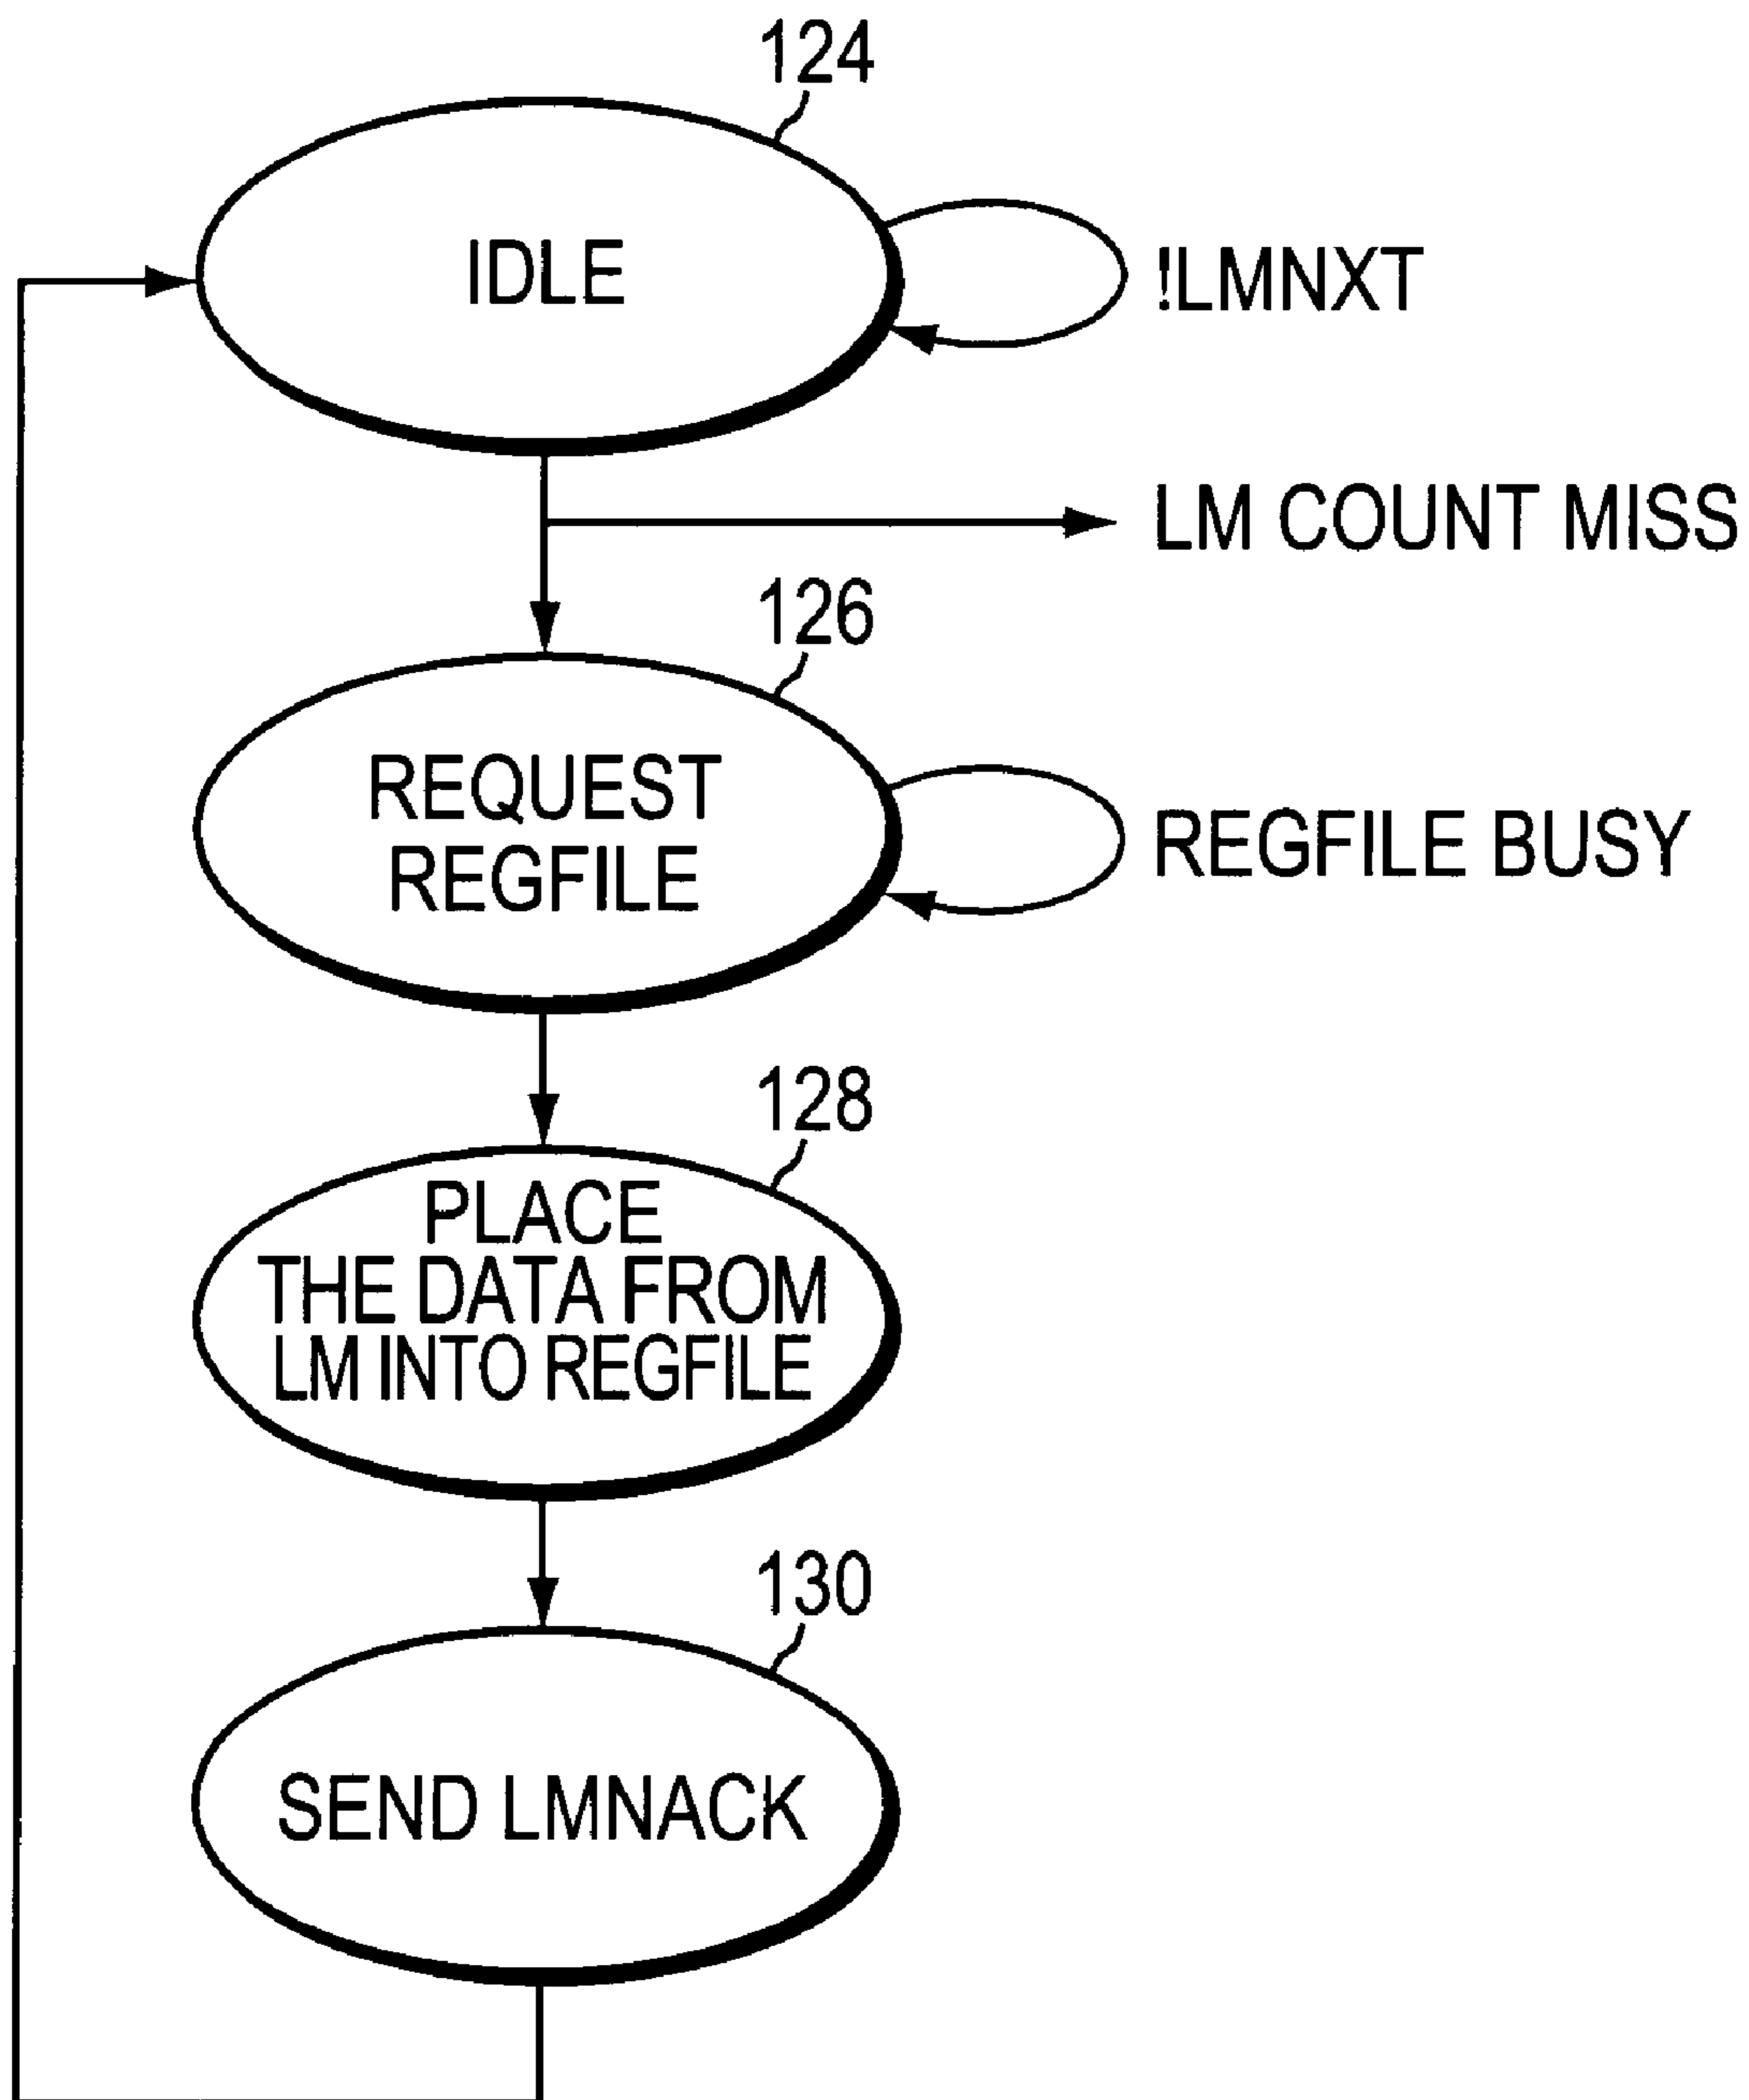 124
IDLE
!LMNXT
LM COUNT MISS
126
REQUEST
REGFILE
REGFILE BUSY
128
PLACE
THE DATA FROM
LM INTO REGFILE
130
SEND LMNACK